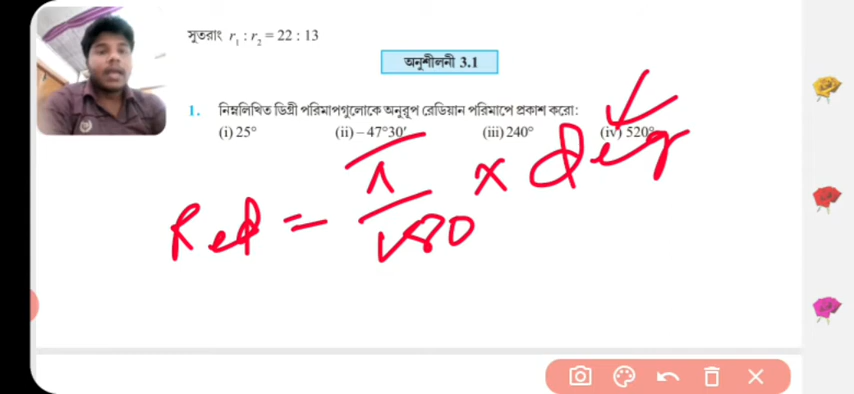 সুতরাং r₁ : r₂ = 22 : 13
অনুশীলনী 3.1
1. নিম্নলিখিত ডিগ্রী পরিমাপগুলোকে অনুরূপ রেডিয়ান পরিমাপে প্রকাশ করো:
(i) 25° (ii) – 47°30′ (iii) 240° (iv) 520°
= π/180 × deg